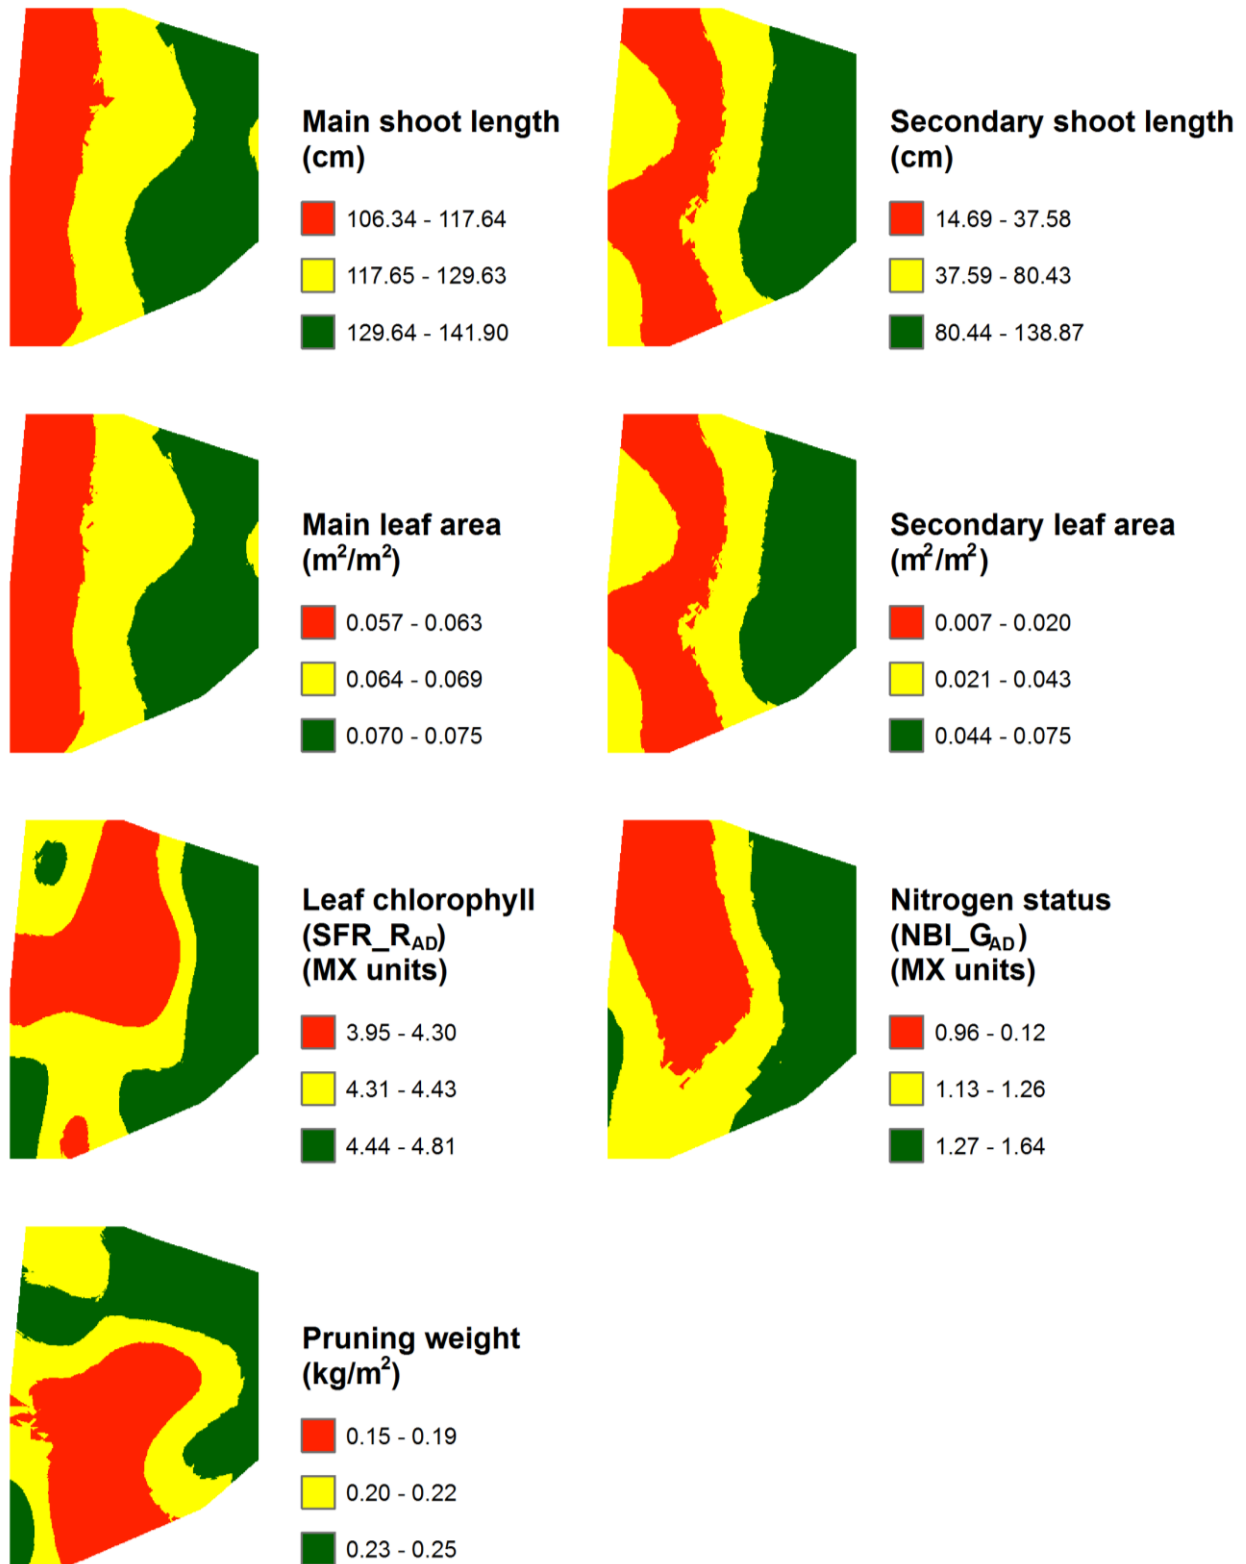 Main shoot length
(cm)
106.34 - 117.64
117.65 - 129.63
129.64 - 141.90
Secondary shoot length
(cm)
14.69 - 37.58
37.59 - 80.43
80.44 - 138.87
Main leaf area
(m²/m²)
0.057 - 0.063
0.064 - 0.069
0.070 - 0.075
Secondary leaf area
(m²/m²)
0.007 - 0.020
0.021 - 0.043
0.044 - 0.075
Leaf chlorophyll
(SFR_R_AD)
(MX units)
3.95 - 4.30
4.31 - 4.43
4.44 - 4.81
Nitrogen status
(NBI_G_AD)
(MX units)
0.96 - 0.12
1.13 - 1.26
1.27 - 1.64
Pruning weight
(kg/m²)
0.15 - 0.19
0.20 - 0.22
0.23 - 0.25